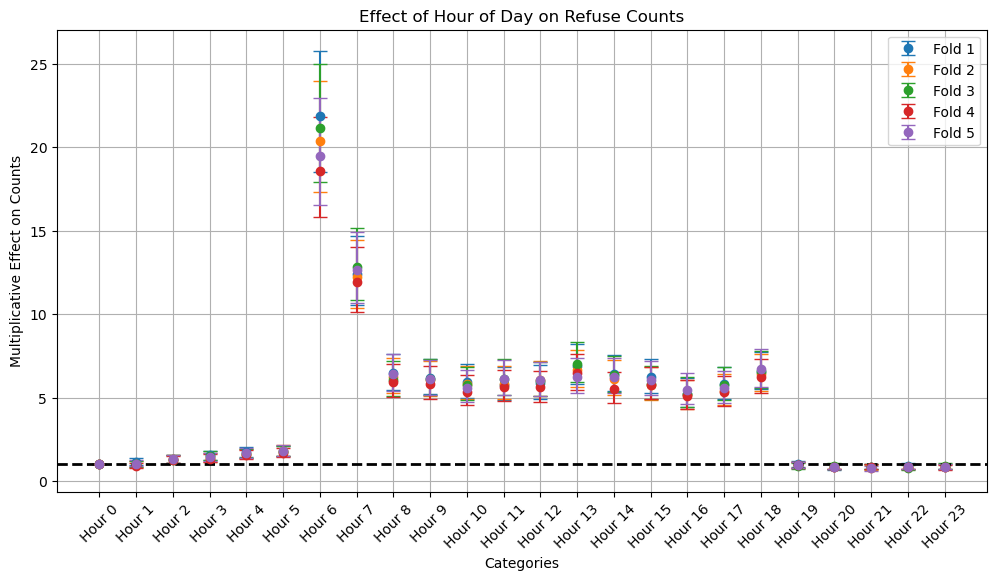 Effect of Hour of Day on Refuse Counts
Multiplicative Effect on Counts
25
20
15
10
5
0
Fold 1
Fold 2
Fold 3
Fold 4
Fold 5
Hour 0
Hour 1
Hour 2
Hour 3
Hour 4
Hour 5
Hour 6
Hour 7
Hour 8
Hour 9
Hour 10
Hour 11
Hour 12
Hour 13
Hour 14
Hour 15
Hour 16
Hour 17
Hour 18
Hour 19
Hour 20
Hour 21
Hour 22
Hour 23
Categories